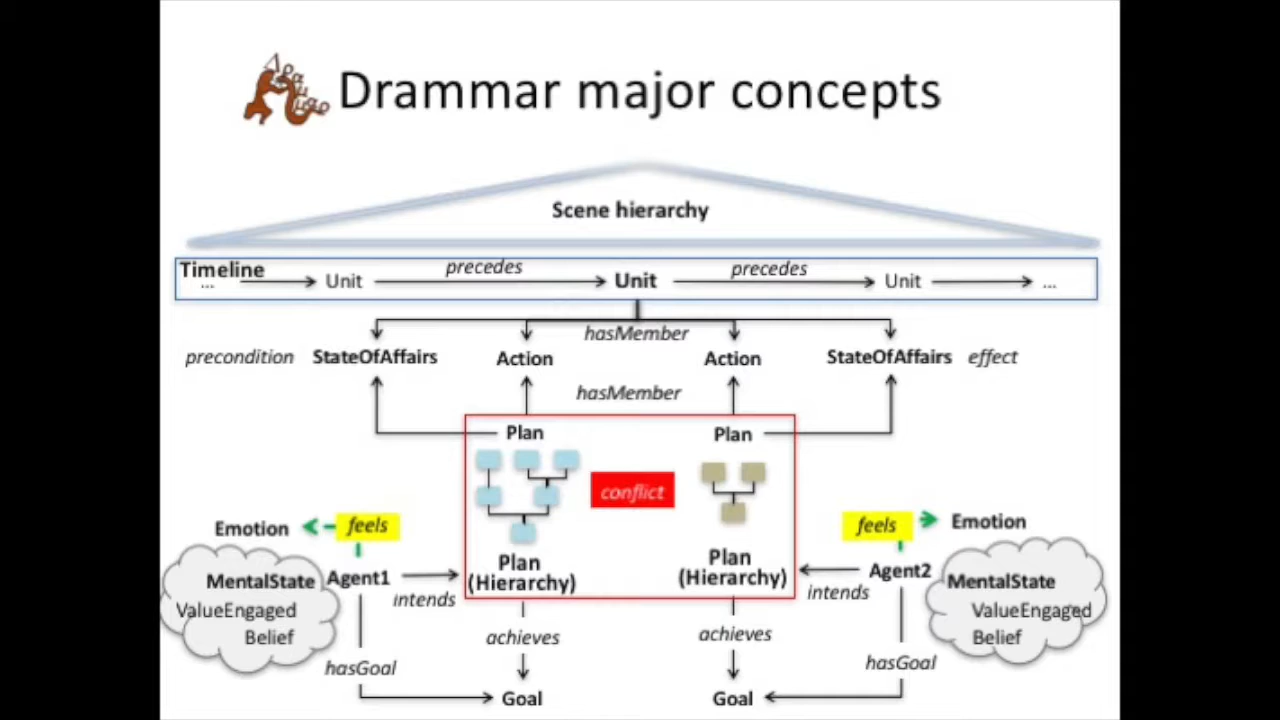 Drammar major concepts
Scene hierarchy
Timeline
... Unit precedes Unit precedes Unit ...
hasMember
precondition StateOfAffairs Action Action StateOfAffairs effect
hasMember
Plan Plan
conflict
Emotion feels feels Emotion
Plan (Hierarchy) Plan (Hierarchy)
MentalState Agent1 Agent2 MentalState
intends intends
ValueEngaged ValueEngaged
Belief achieves achieves Belief
hasGoal hasGoal
Goal Goal